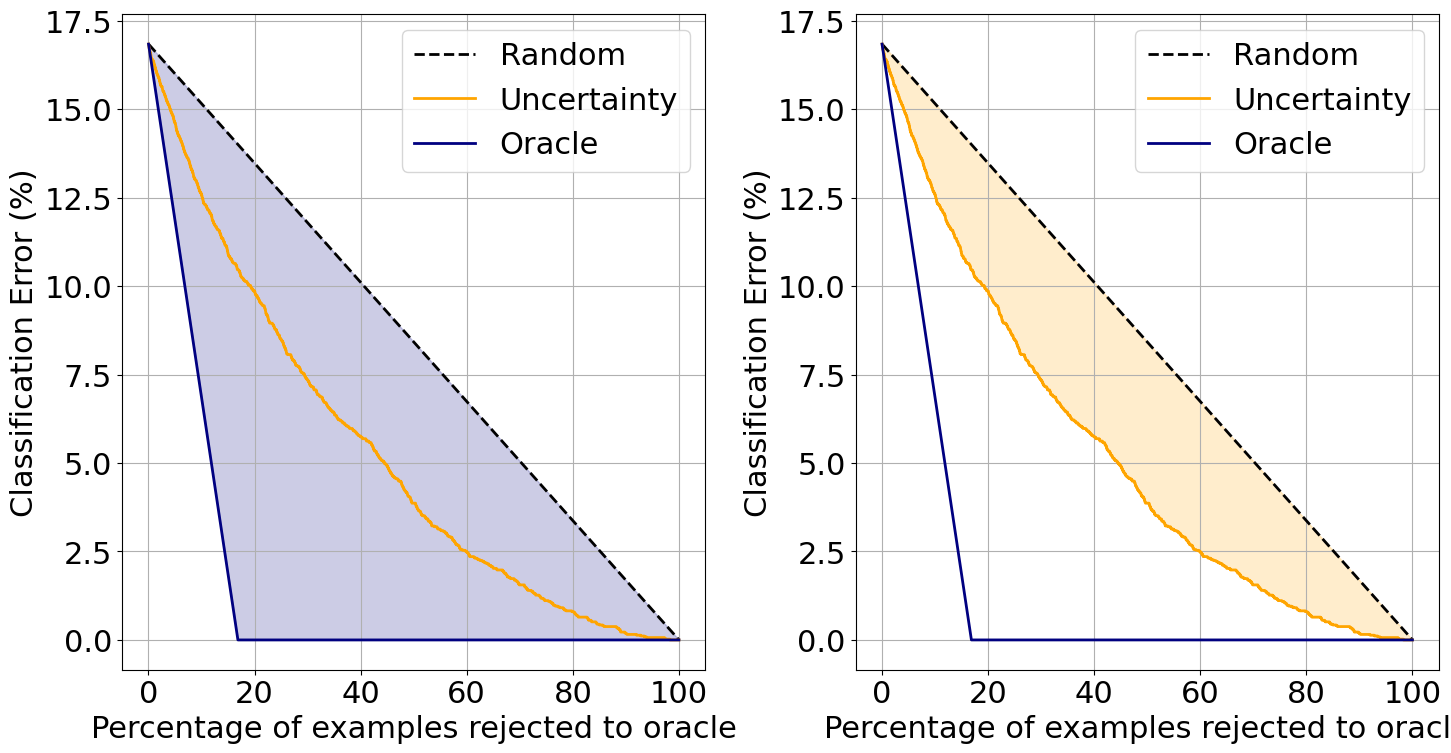 17.5
15.0
12.5
10.0
7.5
5.0
2.5
0.0
Classification Error (%)
Random
Uncertainty
Oracle
0 20 40 60 80 100
Percentage of examples rejected to oracle
17.5
15.0
12.5
10.0
7.5
5.0
2.5
0.0
Classification Error (%)
Random
Uncertainty
Oracle
0 20 40 60 80 100
Percentage of examples rejected to oracl